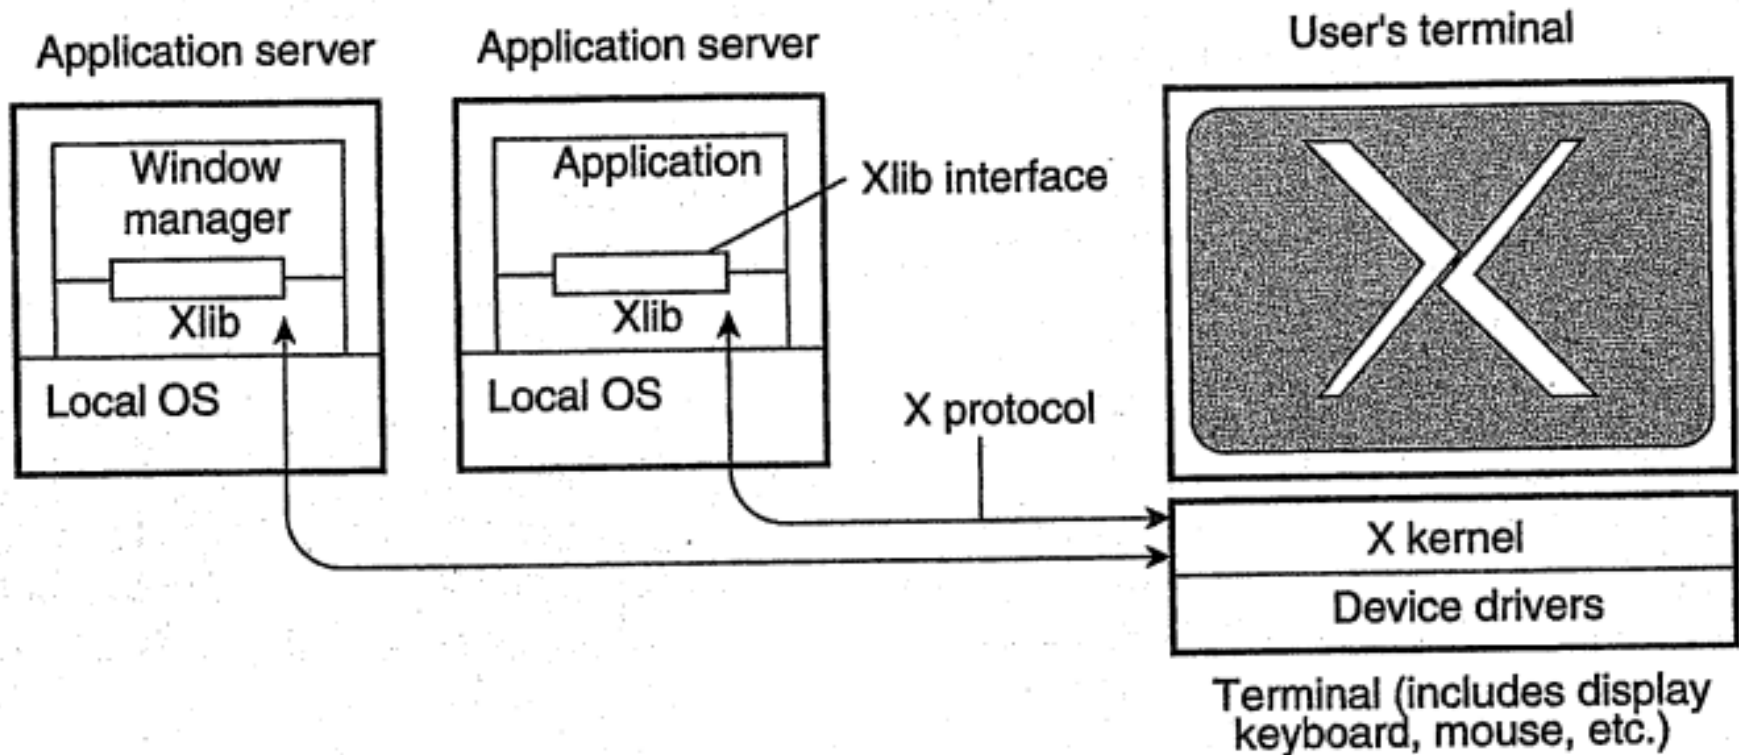 Application server
Application server
User's terminal
Window
manager
Application
Xlib interface
Xlib
Xlib
Local OS
Local OS
X protocol
X kernel
Device drivers
Terminal (includes display
keyboard, mouse, etc.)